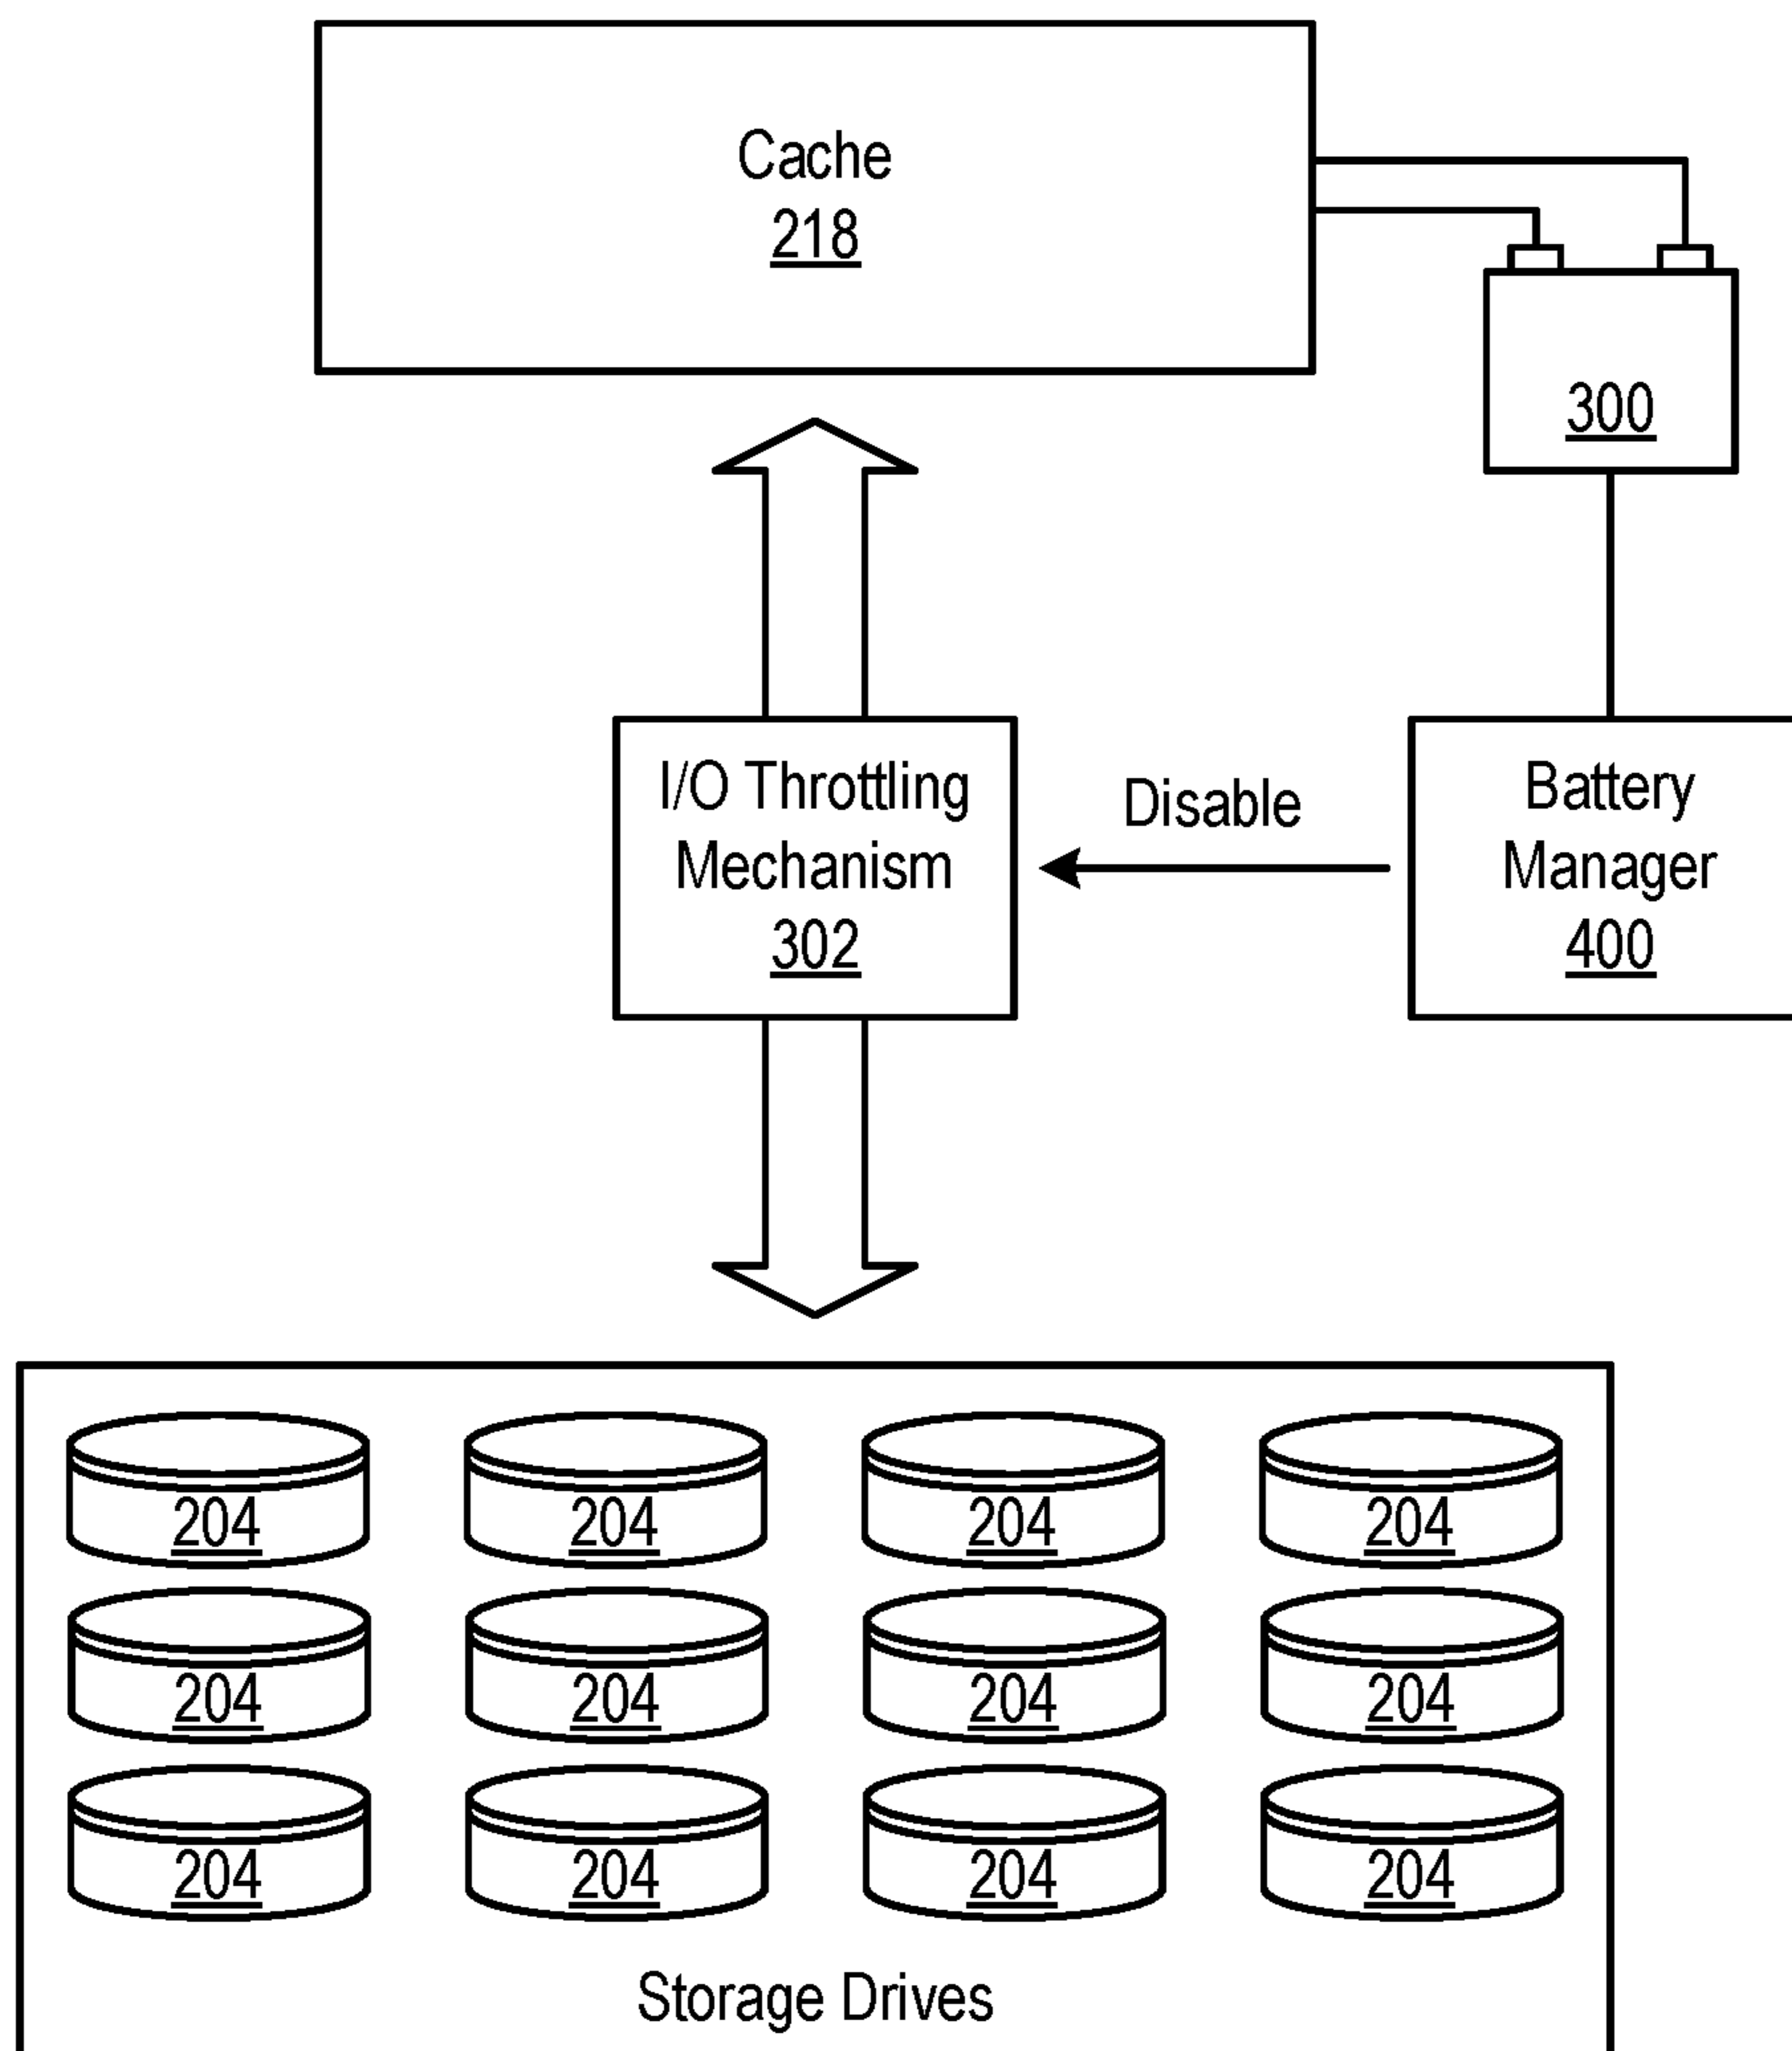 Cache
218
300
I/O Throttling
Mechanism
302
Disable
Battery
Manager
400
204 204 204 204
204 204 204 204
204 204 204 204
Storage Drives